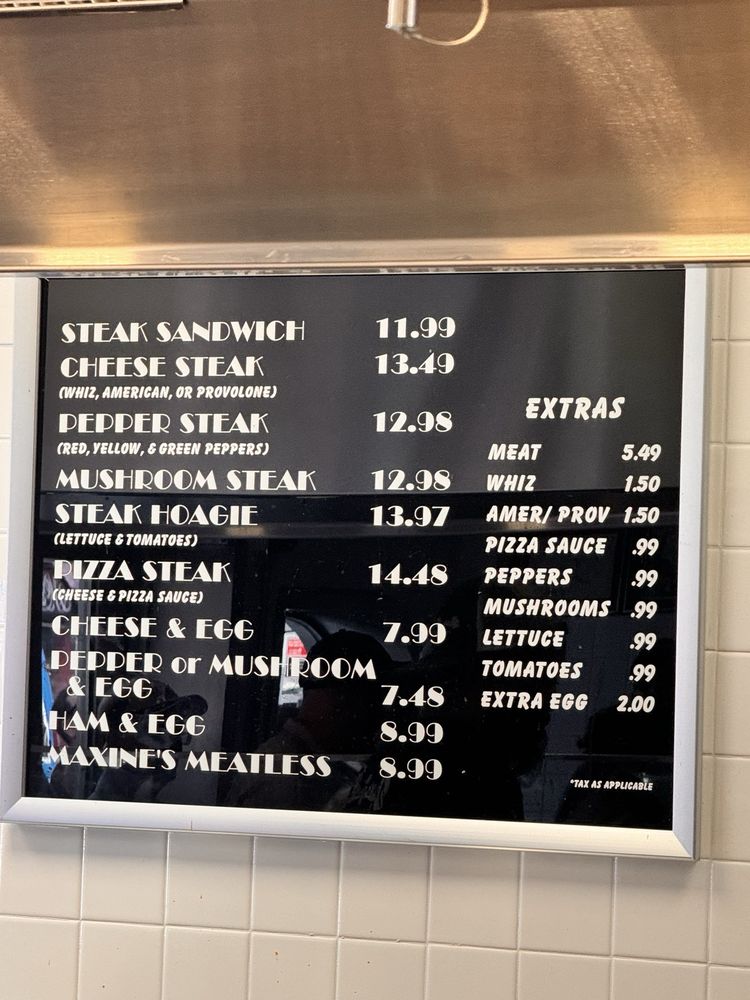 STEAK SANDWICH 11.99
CHEESE STEAK 13.49
(WHIZ, AMERICAN, OR PROVOLONE)
PEPPER STEAK 12.98
(RED, YELLOW, & GREEN PEPPERS)
MUSHROOM STEAK 12.98
STEAK HOAGIE 13.97
(LETTUCE & TOMATOES)
PIZZA STEAK 14.48
(CHEESE & PIZZA SAUCE)
CHEESE & EGG 7.99
PEPPER or MUSHROOM
& EGG 7.48
HAM & EGG 8.99
MAXINE'S MEATLESS 8.99
EXTRAS
MEAT 5.49
WHIZ 1.50
AMER/ PROV 1.50
PIZZA SAUCE .99
PEPPERS .99
MUSHROOMS .99
LETTUCE .99
TOMATOES .99
EXTRA EGG 2.00
*TAX AS APPLICABLE